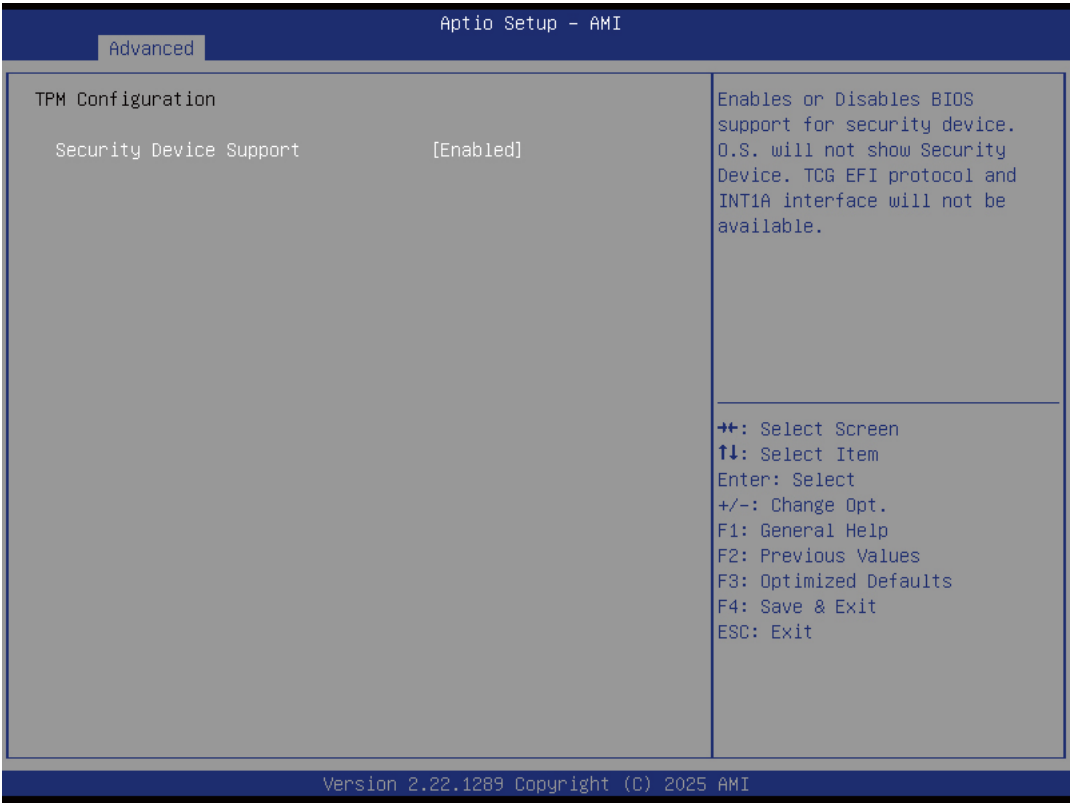 Aptio Setup – AMI
Advanced
TPM Configuration
Security Device Support [Enabled]
Enables or Disables BIOS
support for security device.
O.S. will not show Security
Device. TCG EFI protocol and
INT1A interface will not be
available.
→←: Select Screen
↑↓: Select Item
Enter: Select
+/-: Change Opt.
F1: General Help
F2: Previous Values
F3: Optimized Defaults
F4: Save & Exit
ESC: Exit
Version 2.22.1289 Copyright (C) 2025 AMI